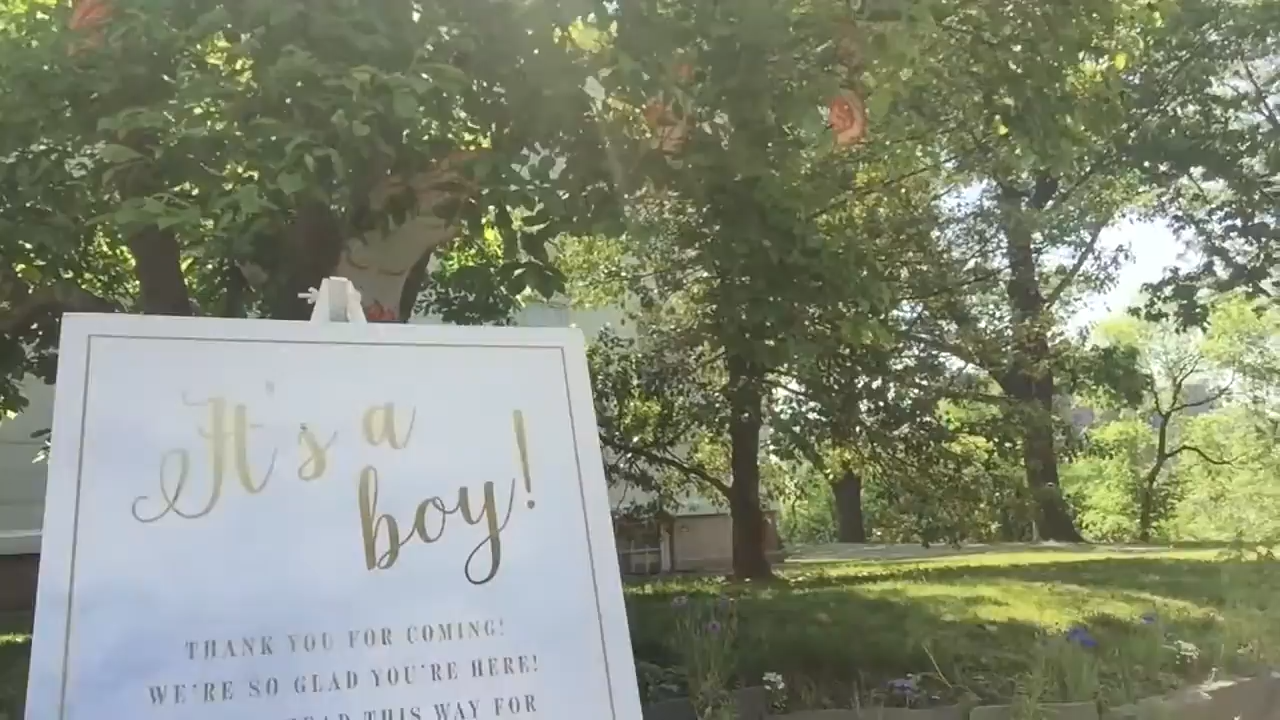 It's a
boy!
THANK YOU FOR COMING!
WE'RE SO GLAD YOU'RE HERE!
THIS WAY FOR